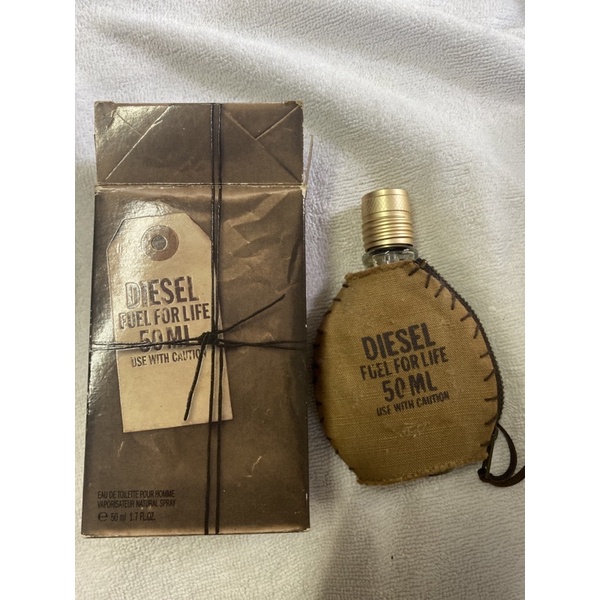 DIESEL
FUEL FOR LIFE
50 ML
USE WITH CAUTION
EAU DE TOILETTE POUR HOMME
VAPORISATEUR NATURAL SPRAY
℮ 50 ml 1.7 FL.OZ.
DIESEL
FUEL FOR LIFE
50 ML
USE WITH CAUTION